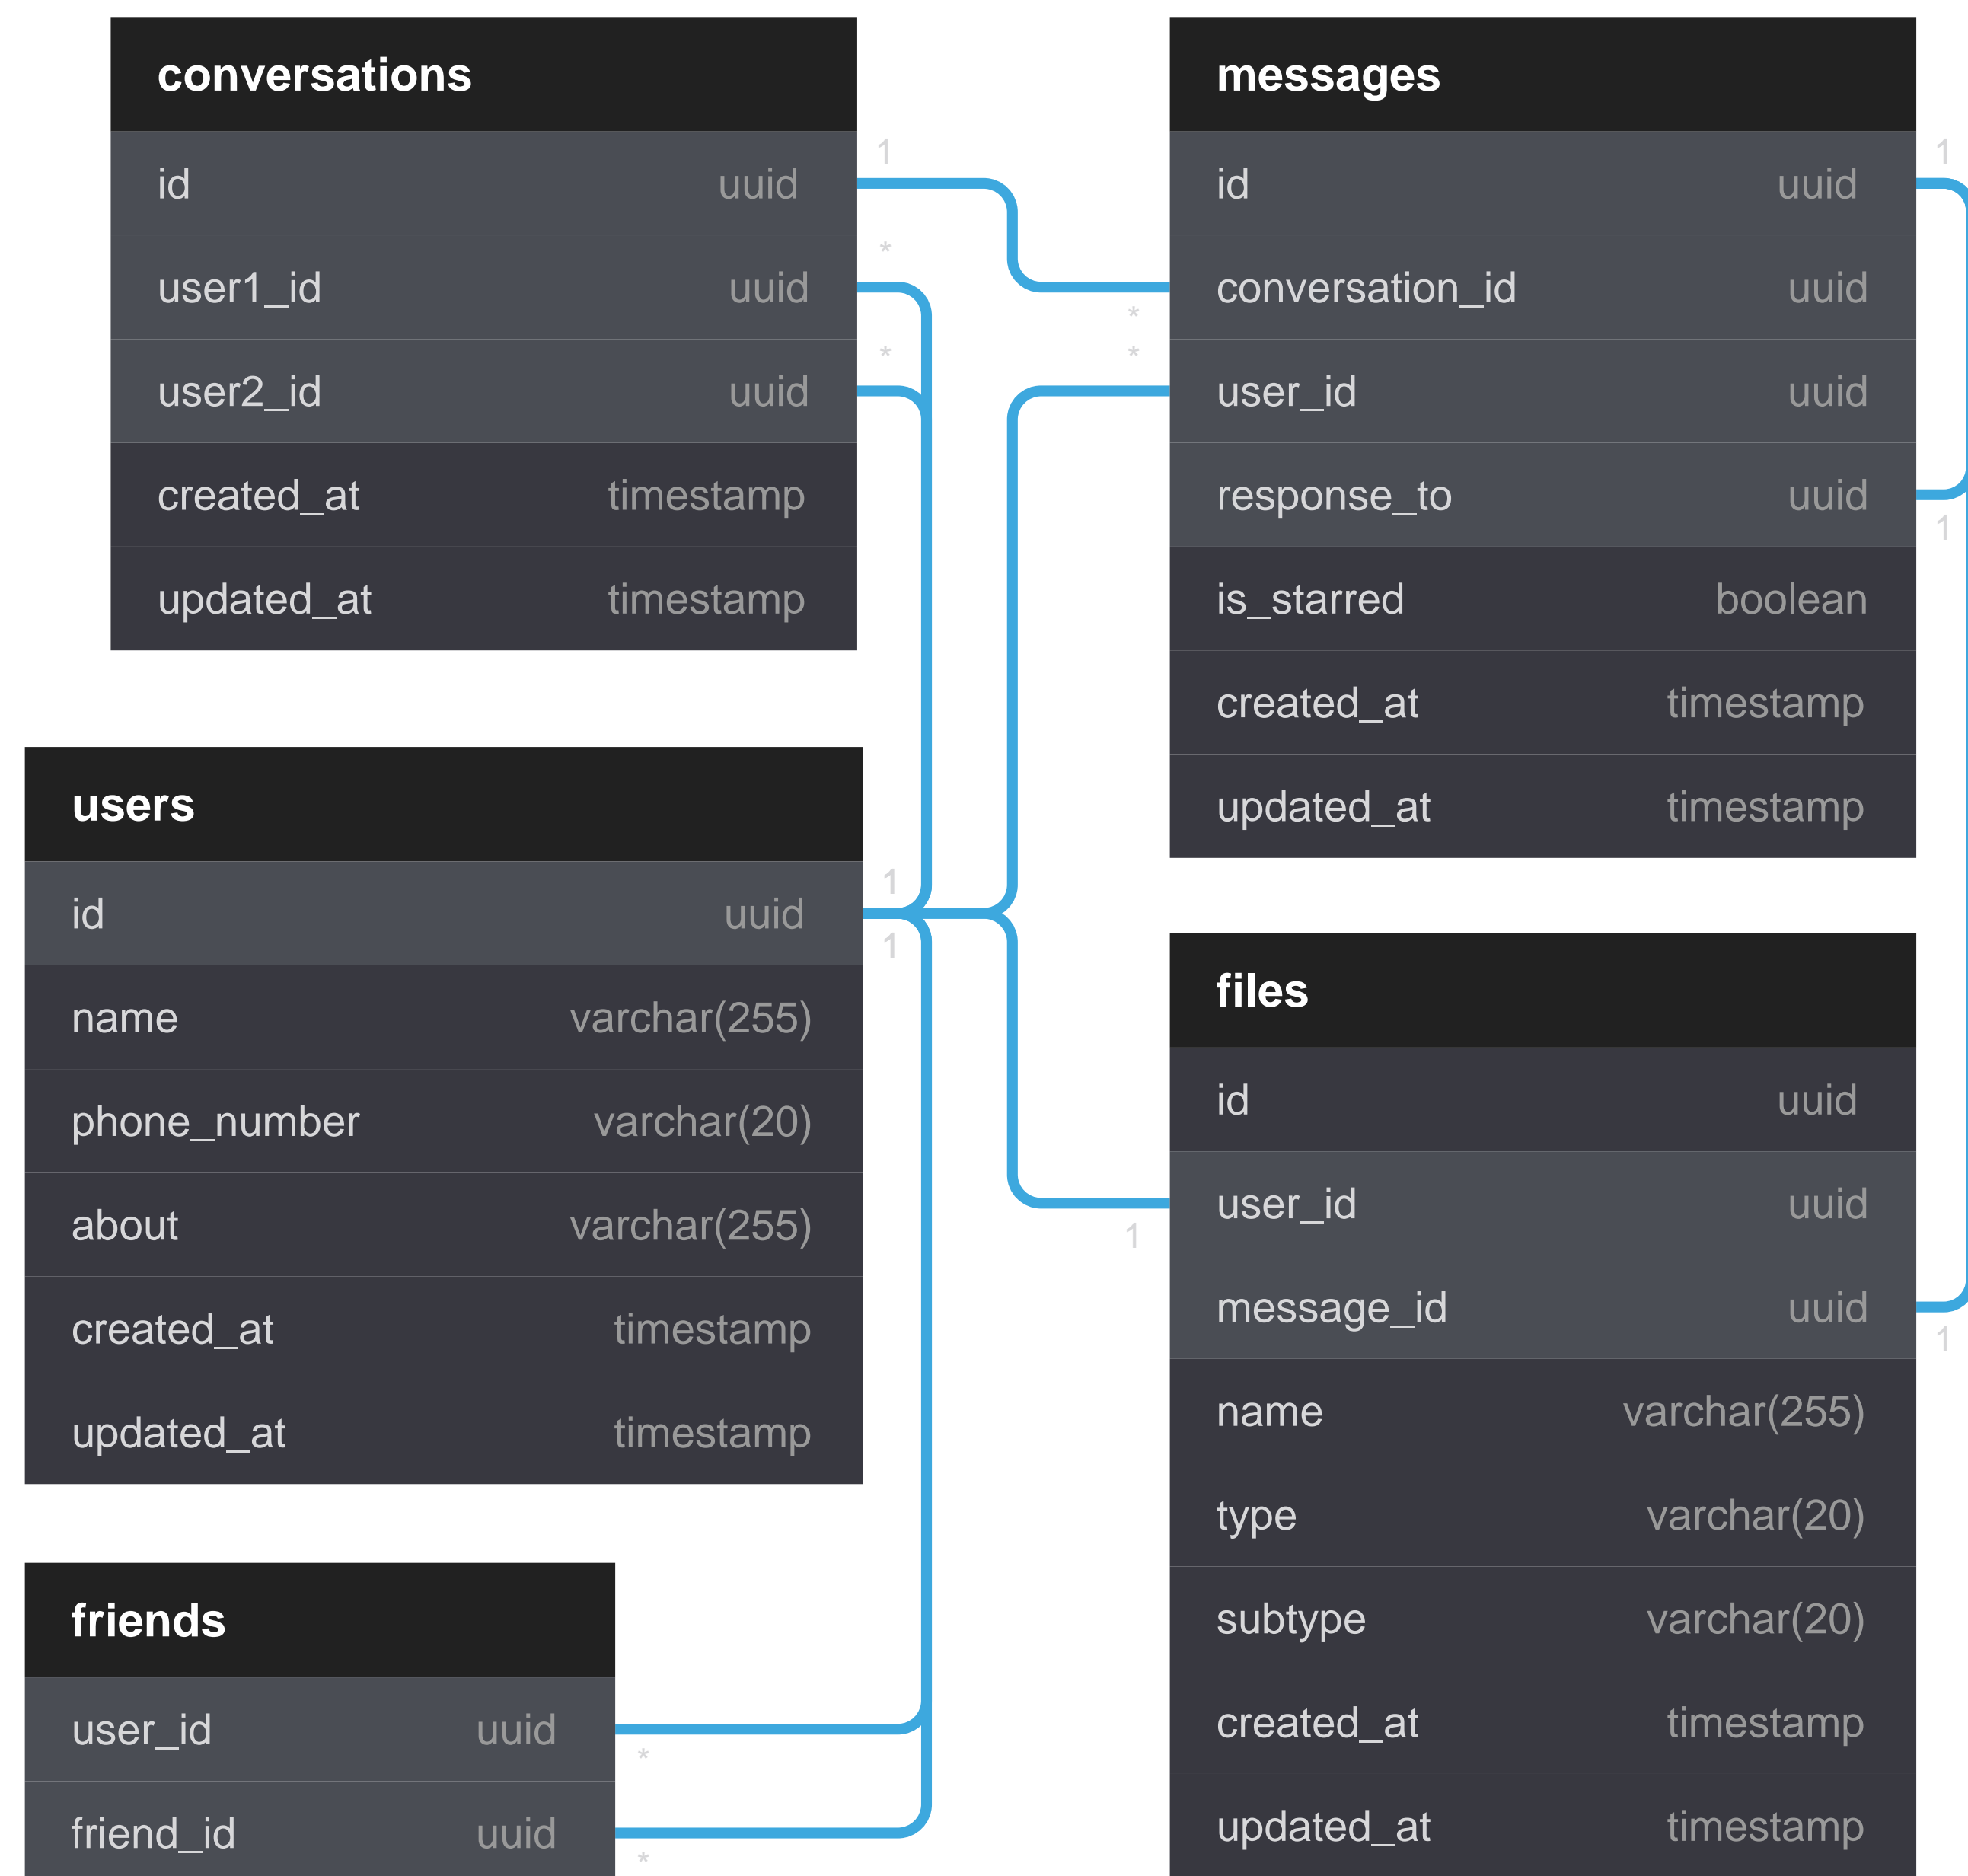 conversations
id uuid
user1_id uuid
user2_id uuid
created_at timestamp
updated_at timestamp
1
*
*
messages
id uuid
conversation_id uuid
user_id uuid
response_to uuid
is_starred boolean
created_at timestamp
updated_at timestamp
*
*
1
1
users
id uuid
name varchar(255)
phone_number varchar(20)
about varchar(255)
created_at timestamp
updated_at timestamp
1
1
files
id uuid
user_id uuid
message_id uuid
name varchar(255)
type varchar(20)
subtype varchar(20)
created_at timestamp
updated_at timestamp
1
1
friends
user_id uuid
friend_id uuid
*
*